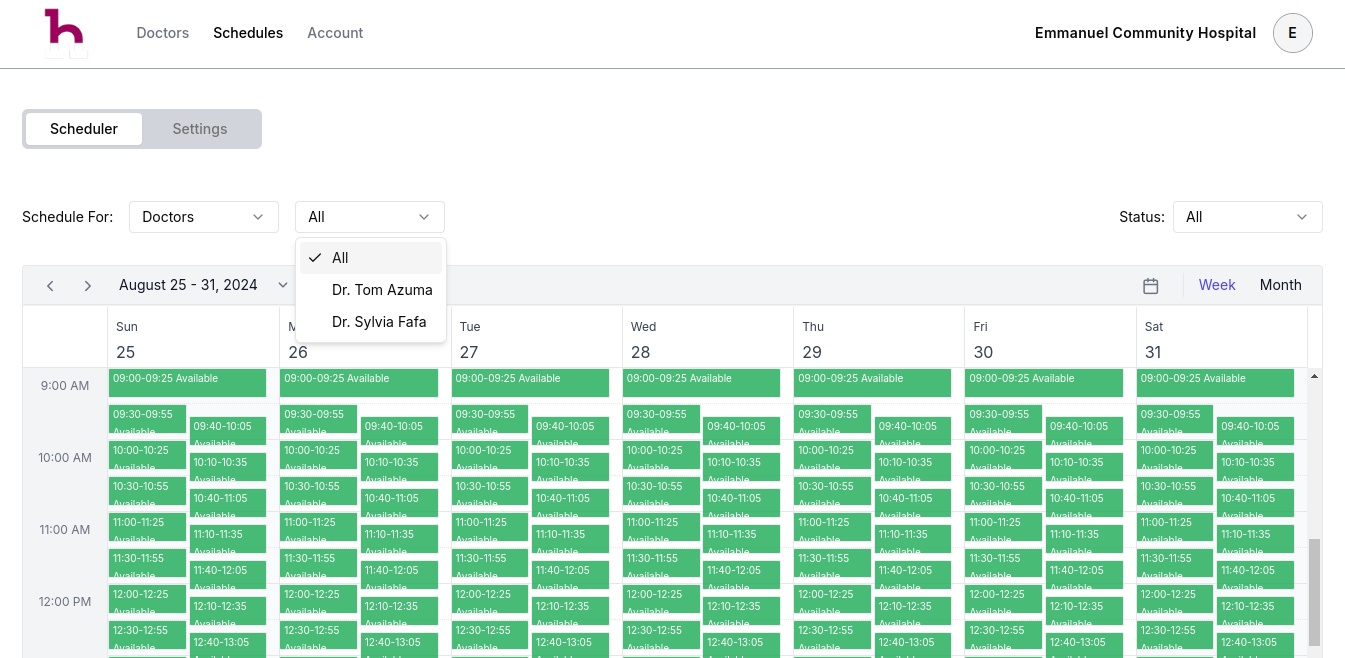 h
Doctors Schedules Account Emmanuel Community Hospital E
Scheduler Settings
Schedule For: Doctors All Status: All
All
Dr. Tom Azuma
Dr. Sylvia Fafa
August 25 - 31, 2024 Week Month
Sun M Tue Wed Thu Fri Sat
25 26 27 28 29 30 31
9:00 AM 09:00-09:25 Available 09:00-09:25 Available 09:00-09:25 Available 09:00-09:25 Available 09:00-09:25 Available 09:00-09:25 Available 09:00-09:25 Available
09:30-09:55 09:30-09:55 09:30-09:55 09:30-09:55 09:30-09:55 09:30-09:55 09:30-09:55
09:40-10:05 09:40-10:05 09:40-10:05 09:40-10:05 09:40-10:05 09:40-10:05 09:40-10:05
Available Available Available Available Available Available Available
Available Available Available Available Available Available Available
10:00 AM 10:00-10:25 10:00-10:25 10:00-10:25 10:00-10:25 10:00-10:25 10:00-10:25 10:00-10:25
10:10-10:35 10:10-10:35 10:10-10:35 10:10-10:35 10:10-10:35 10:10-10:35 10:10-10:35
Available Available Available Available Available Available Available
Available Available Available Available Available Available Available
10:30-10:55 10:30-10:55 10:30-10:55 10:30-10:55 10:30-10:55 10:30-10:55 10:30-10:55
10:40-11:05 10:40-11:05 10:40-11:05 10:40-11:05 10:40-11:05 10:40-11:05 10:40-11:05
Available Available Available Available Available Available Available
Available Available Available Available Available Available Available
11:00 AM 11:00-11:25 11:00-11:25 11:00-11:25 11:00-11:25 11:00-11:25 11:00-11:25 11:00-11:25
11:10-11:35 11:10-11:35 11:10-11:35 11:10-11:35 11:10-11:35 11:10-11:35 11:10-11:35
Available Available Available Available Available Available Available
Available Available Available Available Available Available Available
11:30-11:55 11:30-11:55 11:30-11:55 11:30-11:55 11:30-11:55 11:30-11:55 11:30-11:55
11:40-12:05 11:40-12:05 11:40-12:05 11:40-12:05 11:40-12:05 11:40-12:05 11:40-12:05
Available Available Available Available Available Available Available
Available Available Available Available Available Available Available
12:00 PM 12:00-12:25 12:00-12:25 12:00-12:25 12:00-12:25 12:00-12:25 12:00-12:25 12:00-12:25
12:10-12:35 12:10-12:35 12:10-12:35 12:10-12:35 12:10-12:35 12:10-12:35 12:10-12:35
Available Available Available Available Available Available Available
Available Available Available Available Available Available Available
12:30-12:55 12:30-12:55 12:30-12:55 12:30-12:55 12:30-12:55 12:30-12:55 12:30-12:55
12:40-13:05 12:40-13:05 12:40-13:05 12:40-13:05 12:40-13:05 12:40-13:05 12:40-13:05
Available Available Available Available Available Available Available